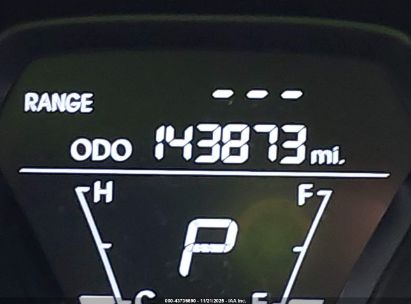 RANGE ---
ODO 143873 mi.
H F
P
C E